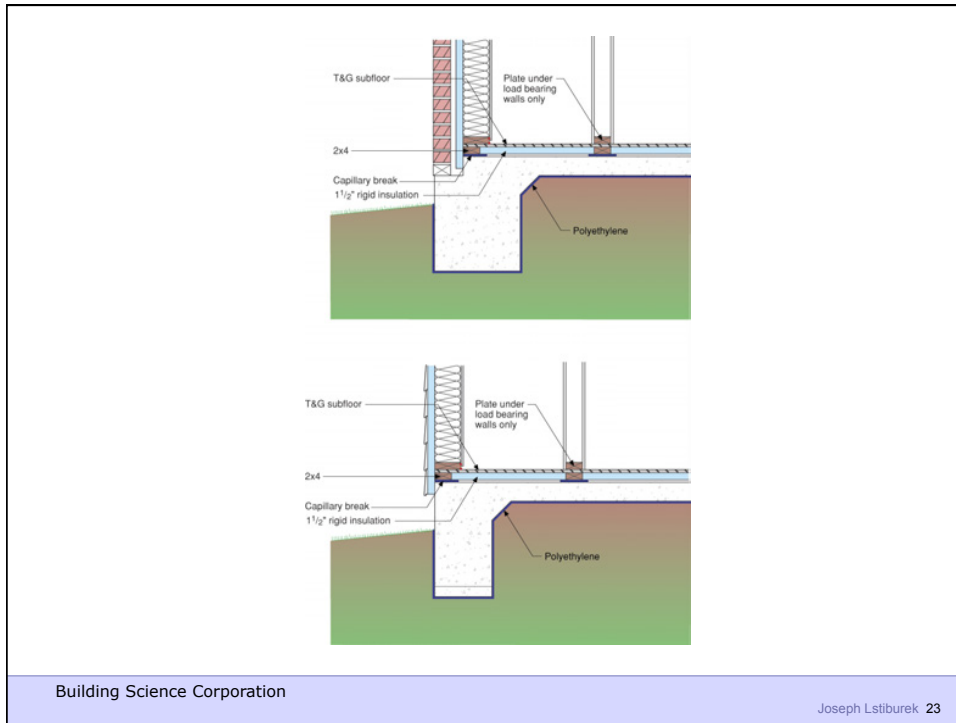 T&G subfloor
Plate under
load bearing
walls only
2x4
Capillary break
1 1/2" rigid insulation
Polyethylene
T&G subfloor
Plate under
load bearing
walls only
2x4
Capillary break
1 1/2" rigid insulation
Polyethylene
Building Science Corporation
Joseph Lstiburek 23